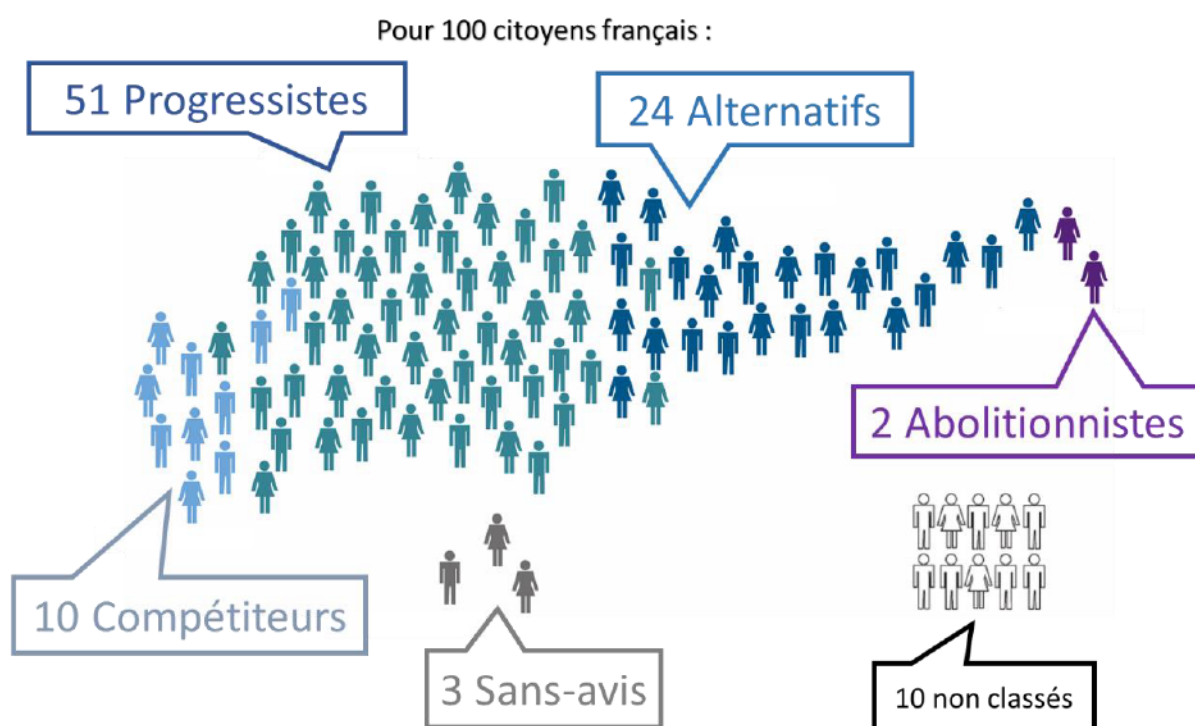 Pour 100 citoyens français :
51 Progressistes
24 Alternatifs
2 Abolitionnistes
10 Compétiteurs
3 Sans-avis
10 non classés